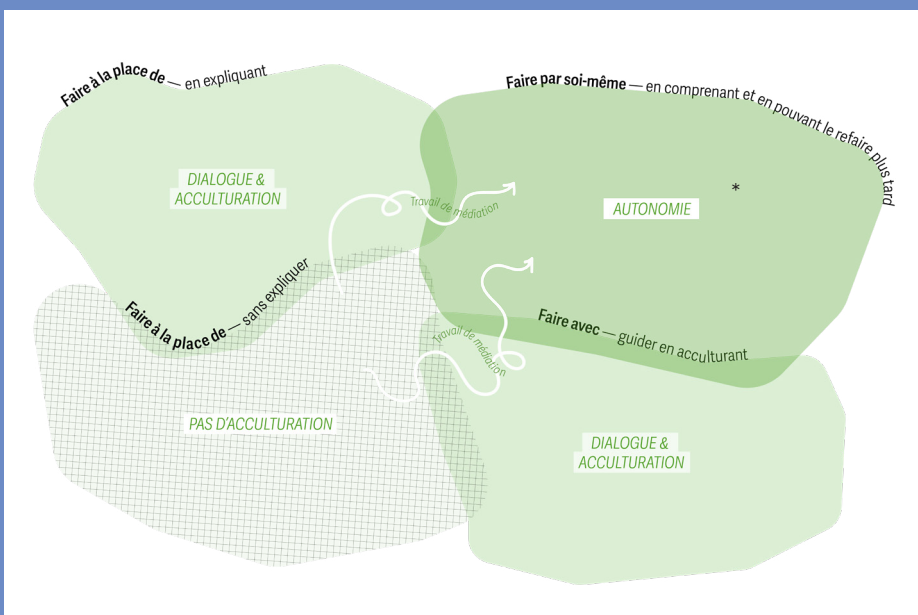 Faire à la place de — en expliquant
Faire par soi-même — en comprenant et en pouvant le refaire plus tard
DIALOGUE &
ACCULTURATION
*
AUTONOMIE
Travail de médiation
Faire à la place de — sans expliquer
Faire avec — guider en acculturant
Travail de médiation
PAS D'ACCULTURATION
DIALOGUE &
ACCULTURATION